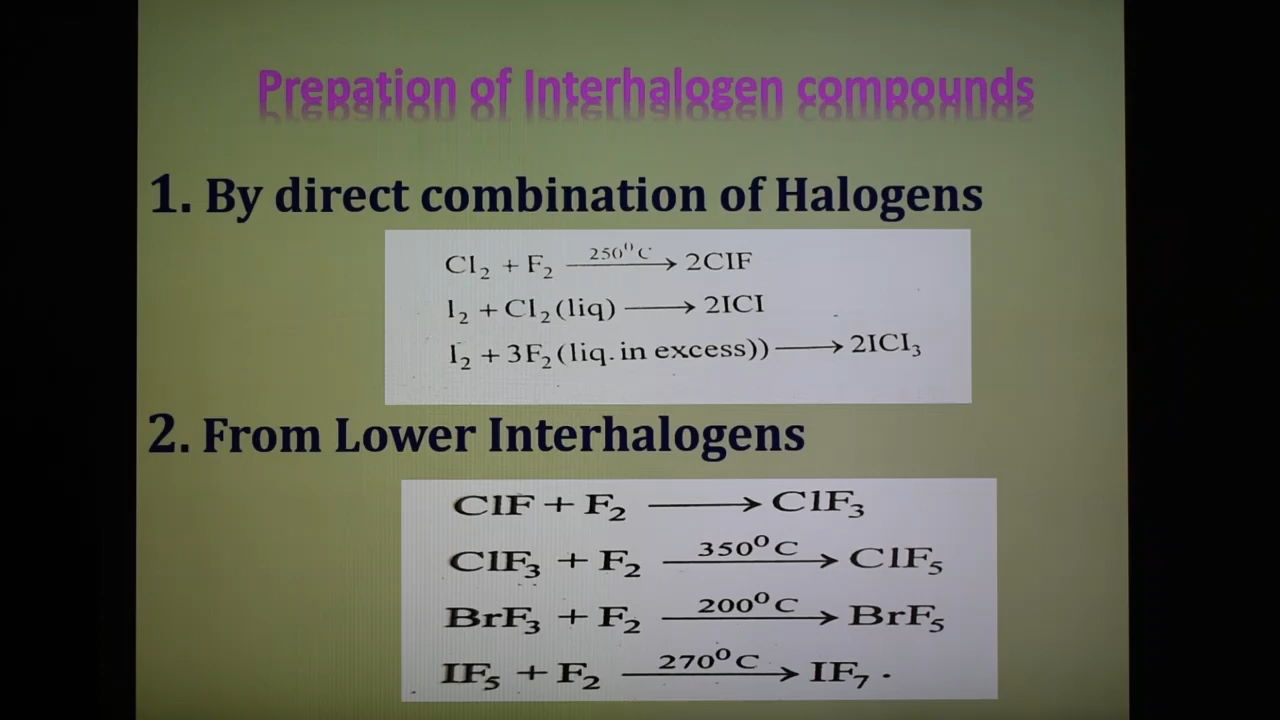 Prepation of Interhalogen compounds
1. By direct combination of Halogens
Cl₂ + F₂ —250⁰C→ 2ClF
I₂ + Cl₂ (liq) ⟶ 2ICl
I₂ + 3F₂ (liq. in excess)) ⟶ 2ICl₃
2. From Lower Interhalogens
ClF + F₂ ⟶ ClF₃
ClF₃ + F₂ —350⁰C→ ClF₅
BrF₃ + F₂ —200⁰C→ BrF₅
IF₅ + F₂ —270⁰C→ IF₇ .